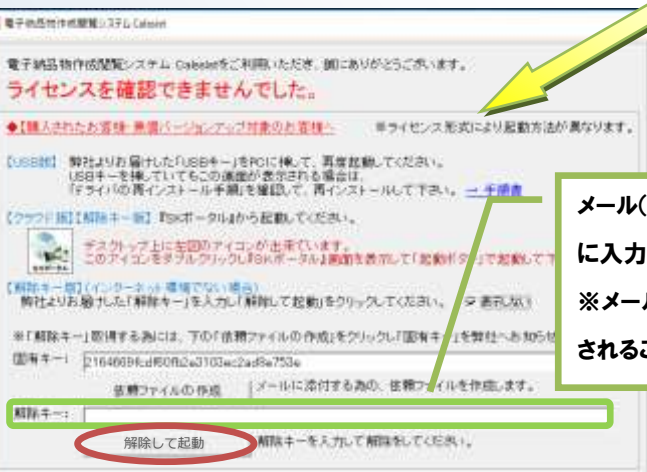 電子納品物作成閲覧システム Calssist
電子納品物作成閲覧システム Calssistをご利用いただき、誠にありがとうございます。
ライセンスを確認できませんでした。
◆【購入されたお客様・無償バージョンアップ対象のお客様へ
※ライセンス形式により起動方法が異なります。
【USB版】 弊社よりお届けした「USBキー」をPCに挿して、再度起動してください。
USBキーを挿していてもこの画面が表示される場合は、
「ドライバの再インストール手順」を確認して、再インストールして下さい。 → 手順書
【クラウド版】【解除キー版】 『SKポータル』から起動してください。
デスクトップ上に左図のアイコンが出来ています。
このアイコンをダブルクリックし『SKポータル』画面を表示して「起動ボタン」で起動して下
【解除キー版】(インターネット環境でない場合)
弊社よりお届けした「解除キー」を入力し「解除して起動」をクリックしてください。 表示しない
※「解除キー」取得する為には、下の「依頼ファイルの作成」をクリックし「固有キー」を弊社へお知らせ
固有キー:
依頼ファイルの作成 メールに添付する為の、依頼ファイルを作成します。
解除キー:
解除して起動 解除キーを入力して解除をしてください。
メール(
に入力
※メール
されるこ